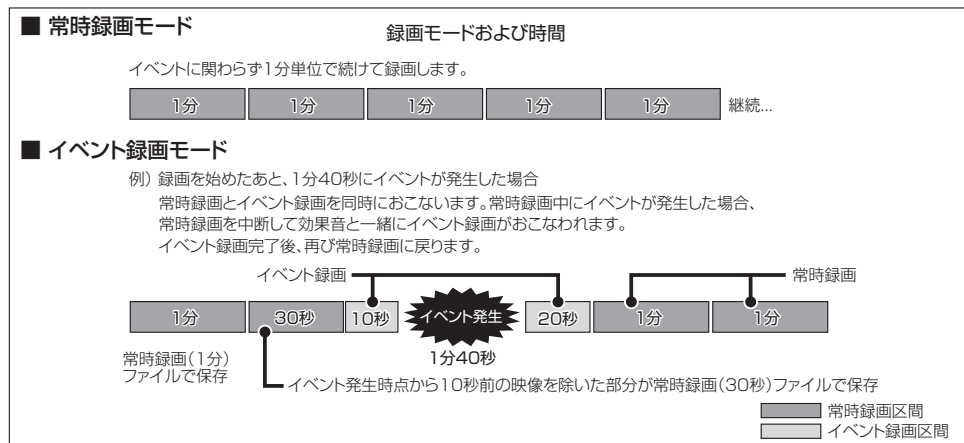 ■ 常時録画モード
録画モードおよび時間
イベントに関わらず1分単位で続けて録画します。
1分 1分 1分 1分 1分 継続...
■ イベント録画モード
例) 録画を始めたあと、1分40秒にイベントが発生した場合
常時録画とイベント録画を同時におこないます。常時録画中にイベントが発生した場合、
常時録画を中断して効果音と一緒にイベント録画がおこなわれます。
イベント録画完了後、再び常時録画に戻ります。
イベント録画 常時録画
1分 30秒 10秒 イベント発生 20秒 1分 1分
1分40秒
常時録画(1分)
ファイルで保存
イベント発生時点から10秒前の映像を除いた部分が常時録画(30秒)ファイルで保存
常時録画区間
イベント録画区間